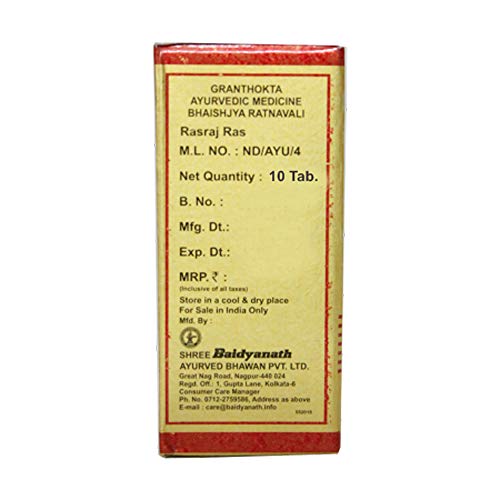 GRANTHOKTA
AYURVEDIC MEDICINE
BHAISHJYA RATNAVALI
Rasraj Ras
M.L. NO. : ND/AYU/4
Net Quantity : 10 Tab.
B. No. :
Mfg. Dt.:
Exp. Dt.:
MRP.₹ :
(Inclusive of all taxes)
Store in a cool & dry place
For Sale in India Only
Mfd. By :
SHREE Baidyanath
AYURVED BHAWAN PVT. LTD.
Great Nag Road, Nagpur-440 024
Regd. Off.: 1, Gupta Lane, Kolkata-6
Consumer Care Manager
Ph. No. 0712-2759586, Address as above
E-mail : care@baidyanath.info